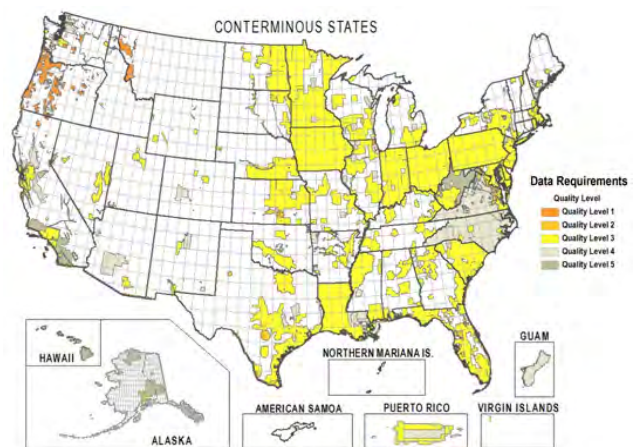 CONTERMINOUS STATES
Data Requirements
Quality Level
Quality Level 1
Quality Level 2
Quality Level 3
Quality Level 4
Quality Level 5
HAWAII
ALASKA
NORTHERN MARIANA IS.
GUAM
AMERICAN SAMOA
PUERTO RICO
VIRGIN ISLANDS